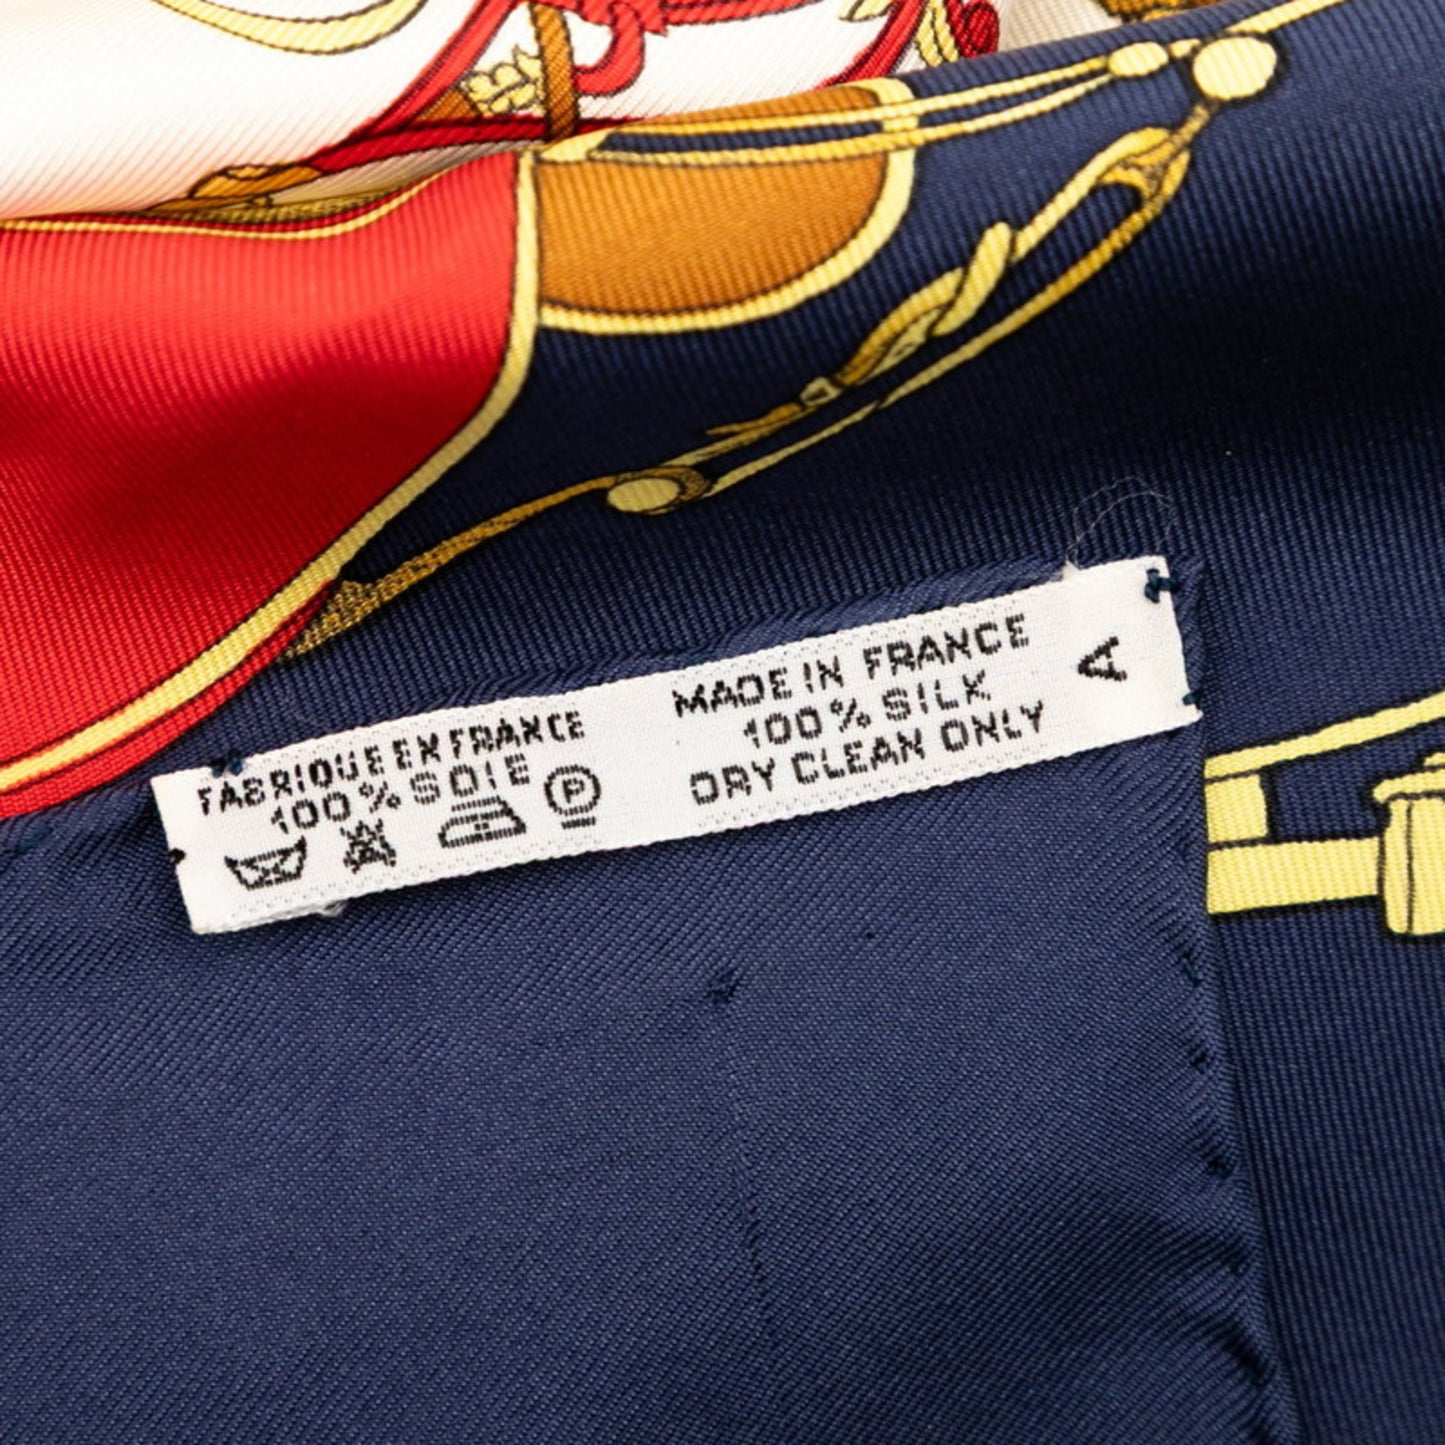 FABRIQUE EN FRANCE
100% SOIE
P
MADE IN FRANCE
100% SILK
DRY CLEAN ONLY
A